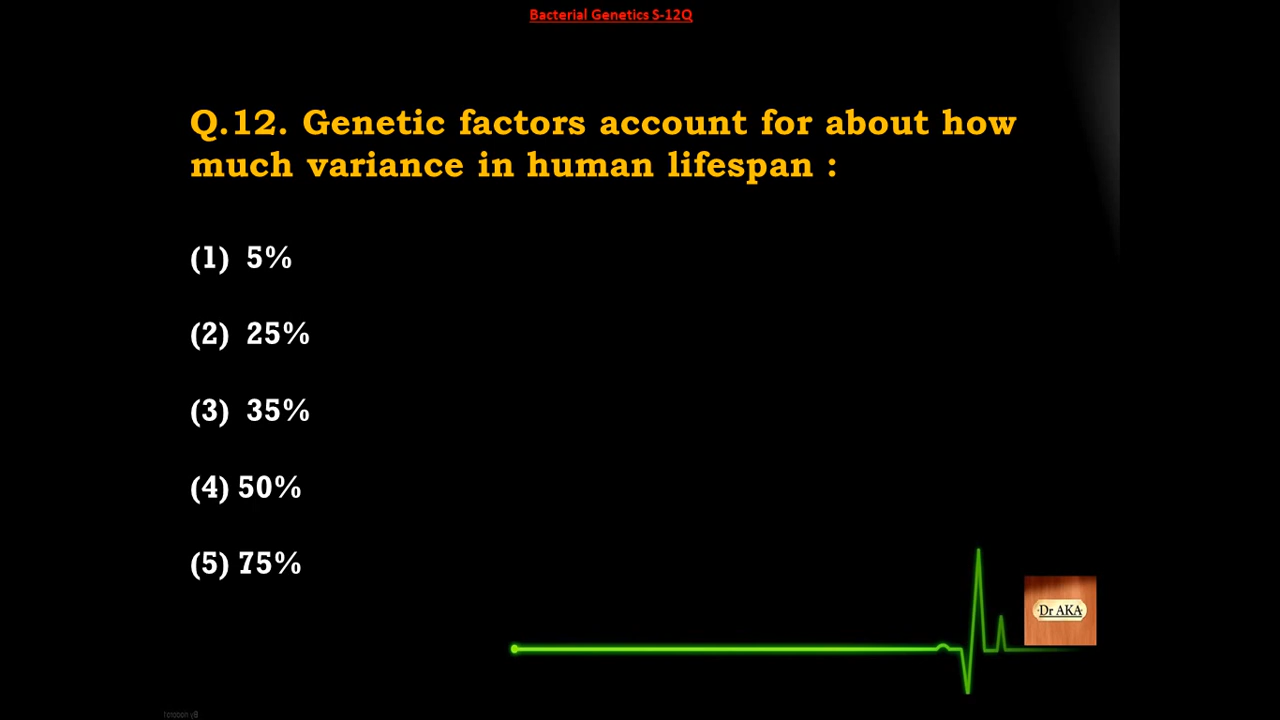 Bacterial Genetics S-12Q
Q.12. Genetic factors account for about how
much variance in human lifespan :
(1) 5%
(2) 25%
(3) 35%
(4) 50%
(5) 75%
Dr AKA